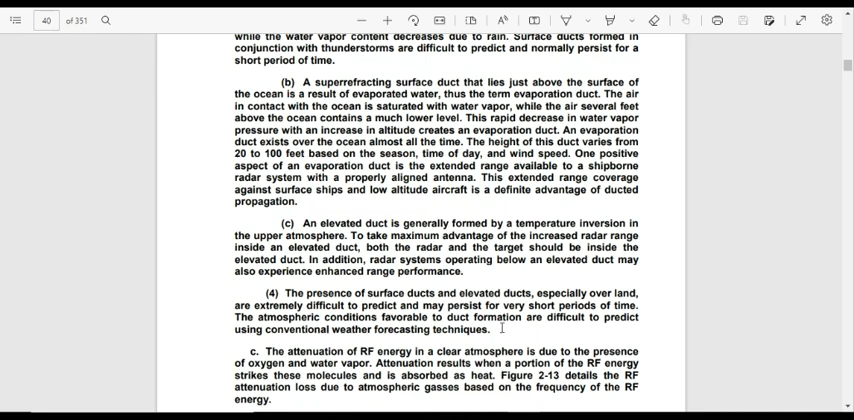 40 of 351
while the water vapor content decreases due to rain. Surface ducts formed in
conjunction with thunderstorms are difficult to predict and normally persist for a
short period of time.
(b) A superrefracting surface duct that lies just above the surface of
the ocean is a result of evaporated water, thus the term evaporation duct. The air
in contact with the ocean is saturated with water vapor, while the air several feet
above the ocean contains a much lower level. This rapid decrease in water vapor
pressure with an increase in altitude creates an evaporation duct. An evaporation
duct exists over the ocean almost all the time. The height of this duct varies from
20 to 100 feet based on the season, time of day, and wind speed. One positive
aspect of an evaporation duct is the extended range available to a shipborne
radar system with a properly aligned antenna. This extended range coverage
against surface ships and low altitude aircraft is a definite advantage of ducted
propagation.
(c) An elevated duct is generally formed by a temperature inversion in
the upper atmosphere. To take maximum advantage of the increased radar range
inside an elevated duct, both the radar and the target should be inside the
elevated duct. In addition, radar systems operating below an elevated duct may
also experience enhanced range performance.
(4) The presence of surface ducts and elevated ducts, especially over land,
are extremely difficult to predict and may persist for very short periods of time.
The atmospheric conditions favorable to duct formation are difficult to predict
using conventional weather forecasting techniques.
c. The attenuation of RF energy in a clear atmosphere is due to the presence
of oxygen and water vapor. Attenuation results when a portion of the RF energy
strikes these molecules and is absorbed as heat. Figure 2-13 details the RF
attenuation loss due to atmospheric gasses based on the frequency of the RF
energy.